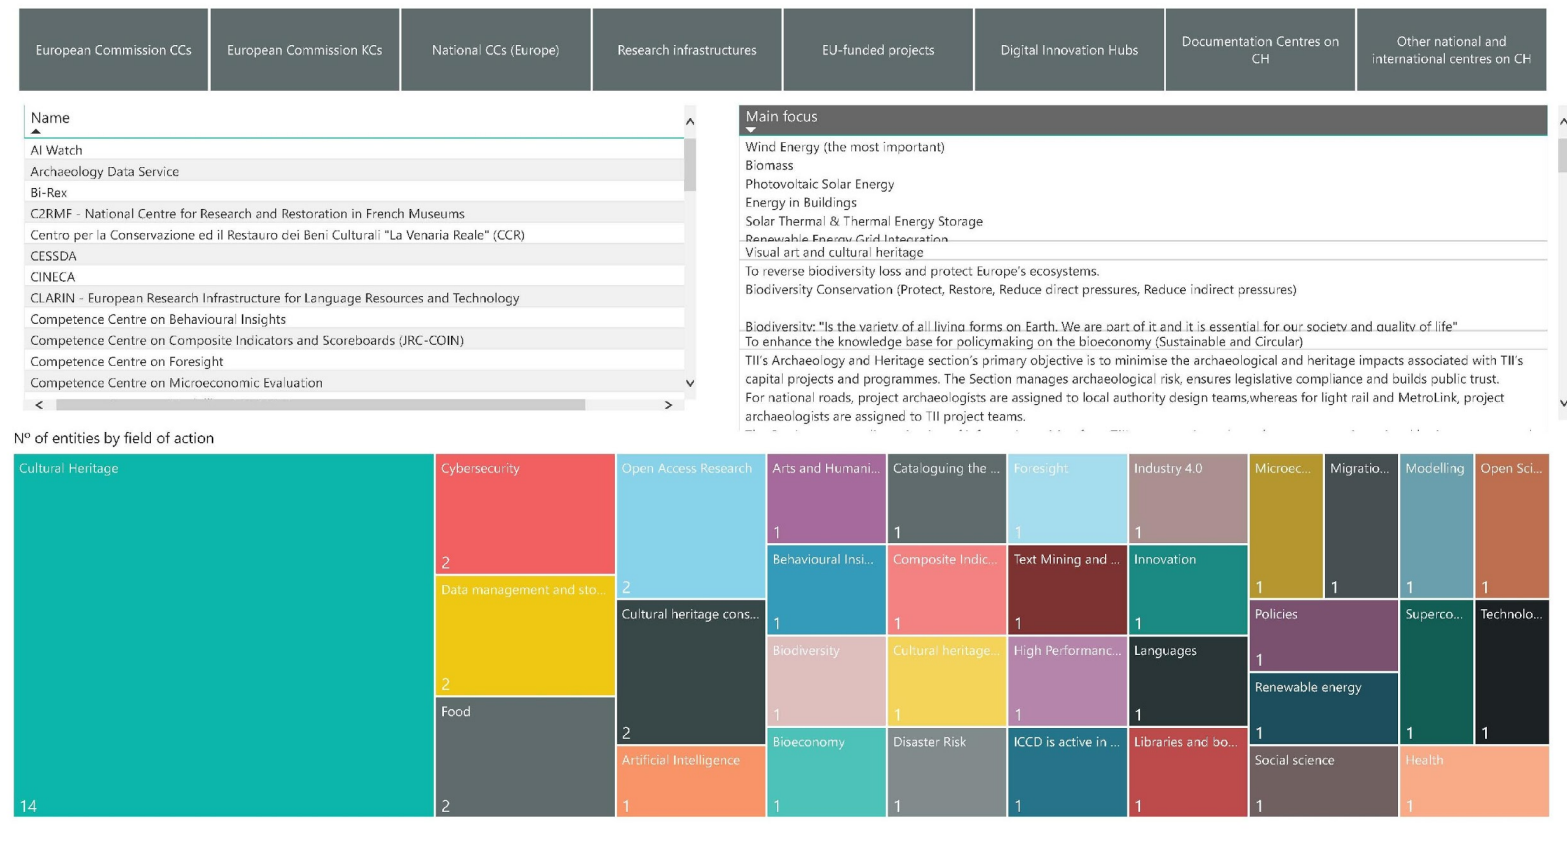 European Commission CCs
European Commission KCs
National CCs (Europe)
Research infrastructures
EU-funded projects
Digital Innovation Hubs
Documentation Centres on
CH
Other national and
international centres on CH
Name
AI Watch
Archaeology Data Service
Bi-Rex
C2RMF - National Centre for Research and Restoration in French Museums
Centro per la Conservazione ed il Restauro dei Beni Culturali "La Venaria Reale" (CCR)
CESSDA
CINECA
CLARIN - European Research Infrastructure for Language Resources and Technology
Competence Centre on Behavioural Insights
Competence Centre on Composite Indicators and Scoreboards (JRC-COIN)
Competence Centre on Foresight
Competence Centre on Microeconomic Evaluation
Main focus
Wind Energy (the most important)
Biomass
Photovoltaic Solar Energy
Energy in Buildings
Solar Thermal & Thermal Energy Storage
Renewable Energy Grid Integration
Visual art and cultural heritage
To reverse biodiversity loss and protect Europe's ecosystems.
Biodiversity Conservation (Protect, Restore, Reduce direct pressures, Reduce indirect pressures)
Biodiversity: "Is the variety of all living forms on Earth. We are part of it and it is essential for our society and quality of life"
To enhance the knowledge base for policymaking on the bioeconomy (Sustainable and Circular)
TII's Archaeology and Heritage section's primary objective is to minimise the archaeological and heritage impacts associated with TII's
capital projects and programmes. The Section manages archaeological risk, ensures legislative compliance and builds public trust.
For national roads, project archaeologists are assigned to local authority design teams,whereas for light rail and MetroLink, project
archaeologists are assigned to TII project teams.
Nº of entities by field of action
Cultural Heritage
14
Cybersecurity
2
Data management and sto...
2
Food
2
Open Access Research
2
Cultural heritage cons...
2
Artificial Intelligence
1
Arts and Humani...
1
Behavioural Insi...
1
Biodiversity
1
Bioeconomy
1
Cataloguing the ...
1
Composite Indic...
1
Cultural heritage...
1
Disaster Risk
1
Foresight
1
Text Mining and ...
1
High Performanc...
1
ICCD is active in ...
1
Industry 4.0
1
Innovation
1
Languages
1
Libraries and bo...
1
Microec...
1
Migratio...
1
Modelling
1
Open Sci...
1
Policies
1
Renewable energy
1
Social science
1
Superco...
1
Technolo...
1
Health
1